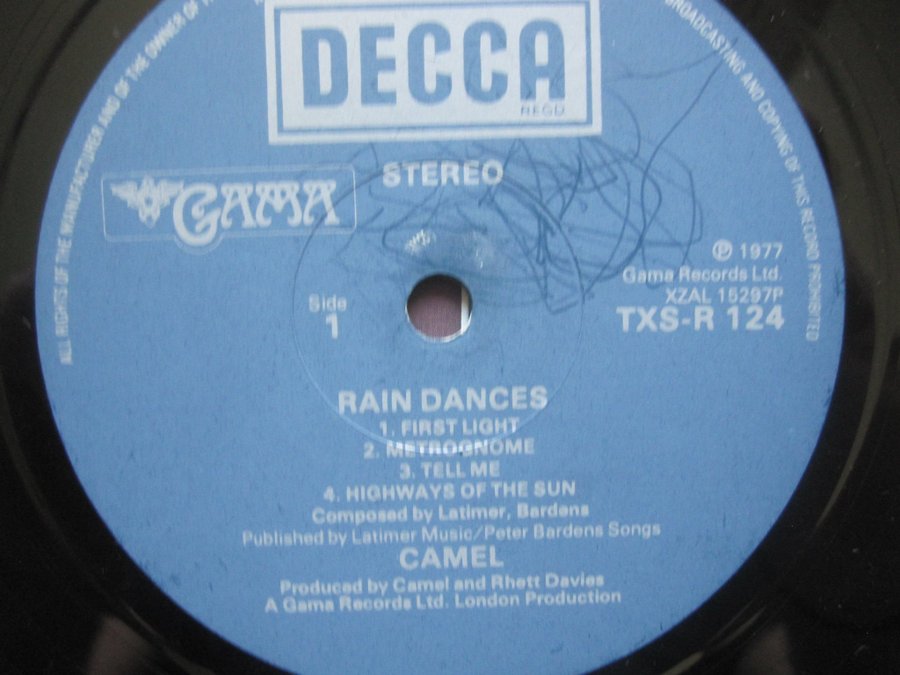 DECCA
REGD
STEREO
GAMA
ALL RIGHTS OF THE MANUFACTURER AND OF THE OWNER OF
BROADCASTING AND COPYING OF THIS RECORD PROHIBITED
℗ 1977
Gama Records Ltd.
XZAL 15297P
TXS-R 124
Side
1
RAIN DANCES
1. FIRST LIGHT
2. METROGNOME
3. TELL ME
4. HIGHWAYS OF THE SUN
Composed by Latimer, Bardens
Published by Latimer Music/Peter Bardens Songs
CAMEL
Produced by Camel and Rhett Davies
A Gama Records Ltd. London Production